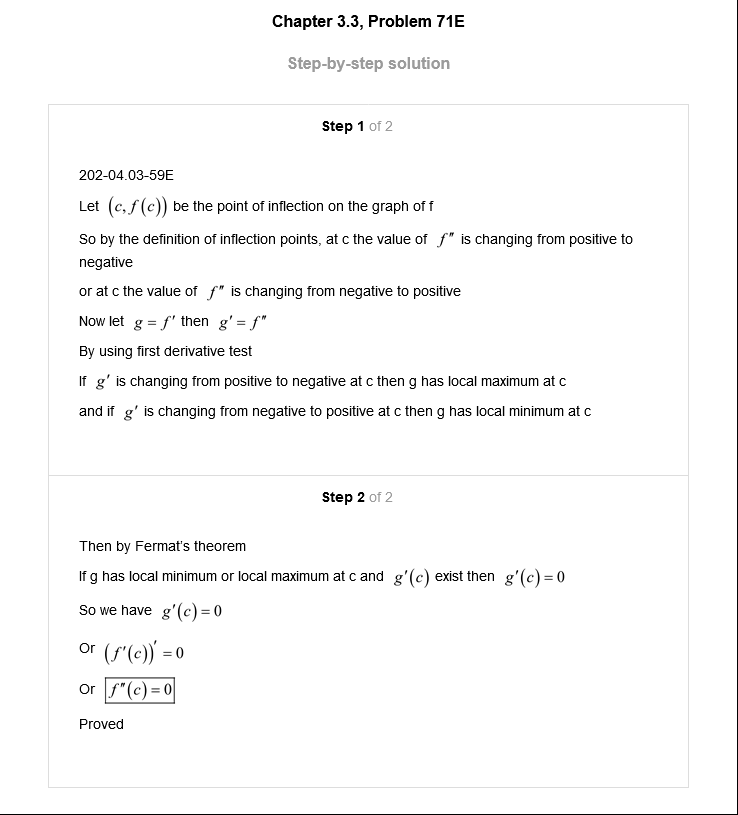 Chapter 3.3, Problem 71E
Step-by-step solution
Step 1 of 2
202-04.03-59E
Let (c, f(c)) be the point of inflection on the graph of f
So by the definition of inflection points, at c the value of f″ is changing from positive to
negative
or at c the value of f″ is changing from negative to positive
Now let g = f′ then g′ = f″
By using first derivative test
If g′ is changing from positive to negative at c then g has local maximum at c
and if g′ is changing from negative to positive at c then g has local minimum at c
Step 2 of 2
Then by Fermat's theorem
If g has local minimum or local maximum at c and g′(c) exist then g′(c) = 0
So we have g′(c) = 0
Or (f′(c))′ = 0
Or f″(c) = 0
Proved